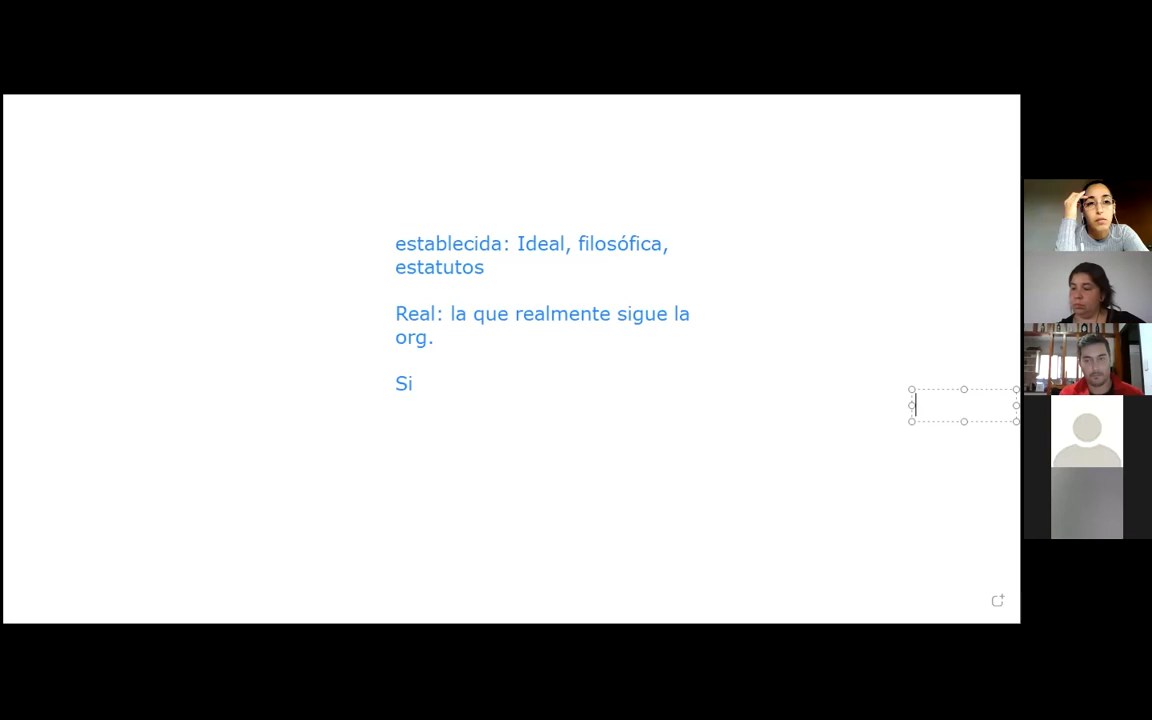 establecida: Ideal, filosófica,
estatutos
Real: la que realmente sigue la
org.
Si